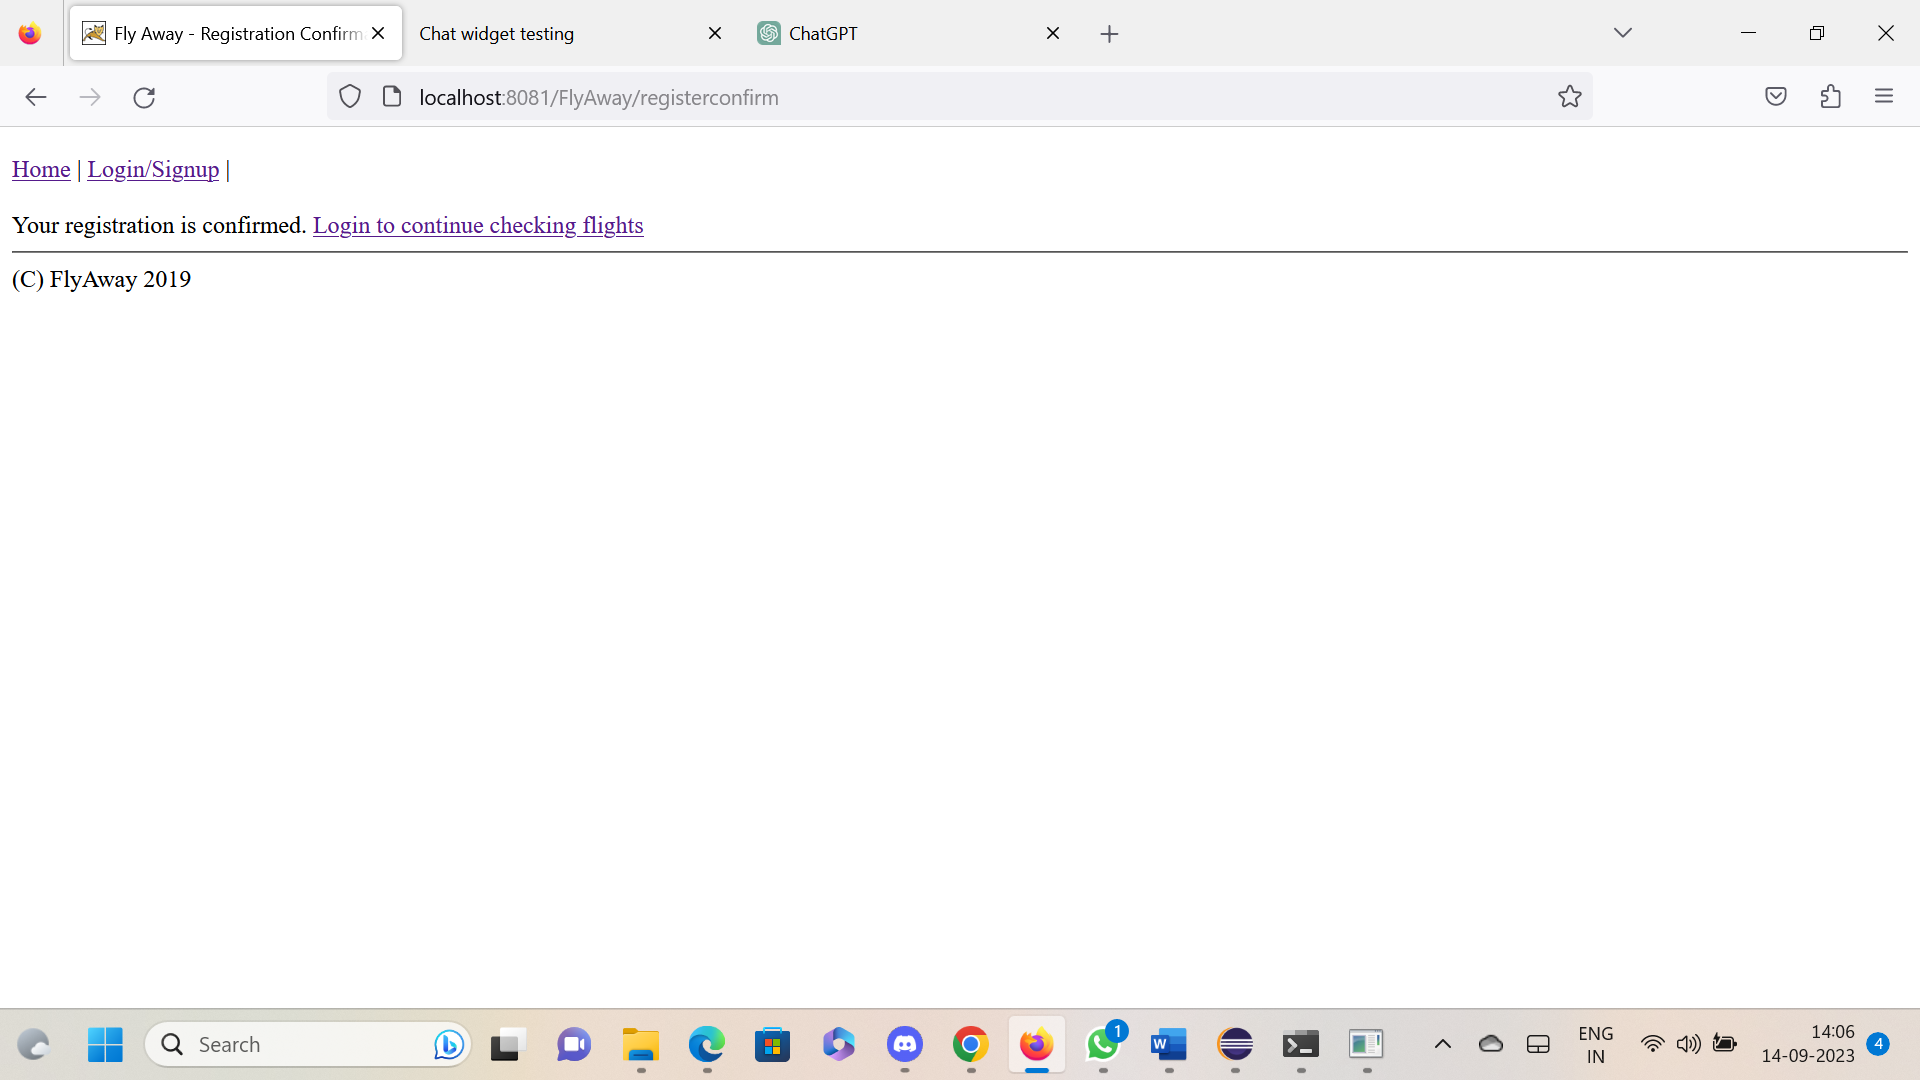 Fly Away - Registration Confirm
Chat widget testing
ChatGPT
localhost:8081/FlyAway/registerconfirm
Home | Login/Signup |
Your registration is confirmed. Login to continue checking flights
(C) FlyAway 2019
Search
1
W
ENG
IN
14:06
14-09-2023
4